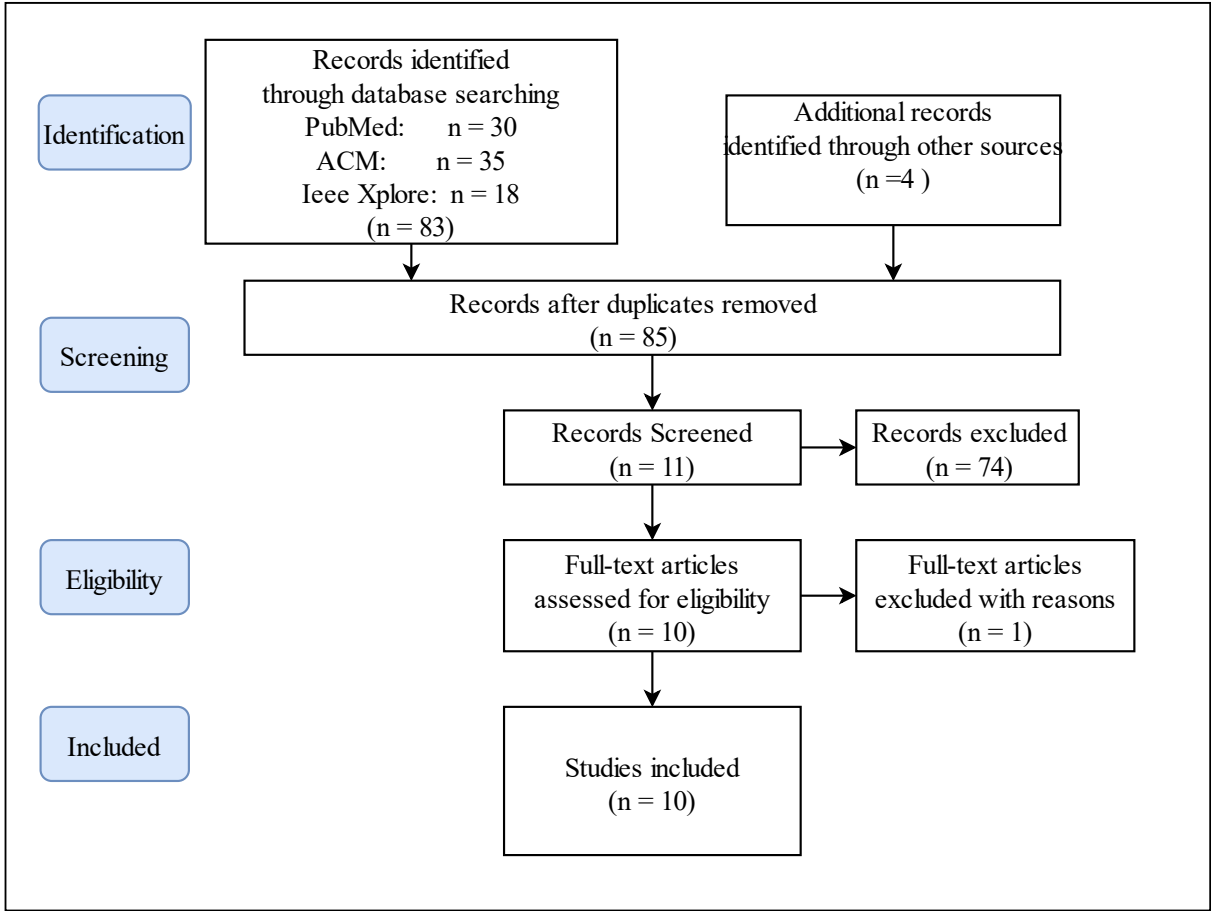 Identification
Records identified
through database searching
PubMed: n = 30
ACM: n = 35
Ieee Xplore: n = 18
(n = 83)
Additional records
identified through other sources
(n =4 )
Records after duplicates removed
(n = 85)
Screening
Records Screened
(n = 11)
Records excluded
(n = 74)
Eligibility
Full-text articles
assessed for eligibility
(n = 10)
Full-text articles
excluded with reasons
(n = 1)
Included
Studies included
(n = 10)